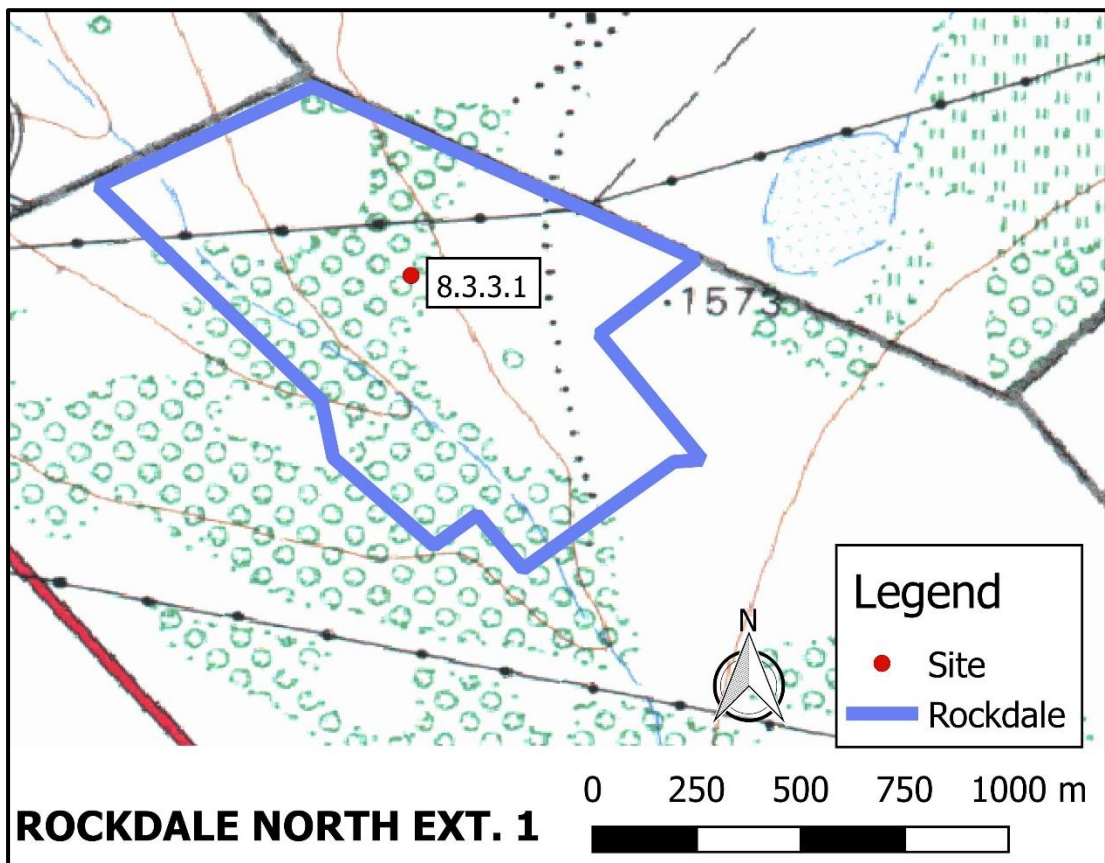 8.3.3.1
1573
Legend
N
Site
Rockdale
0 250 500 750 1000 m
ROCKDALE NORTH EXT. 1